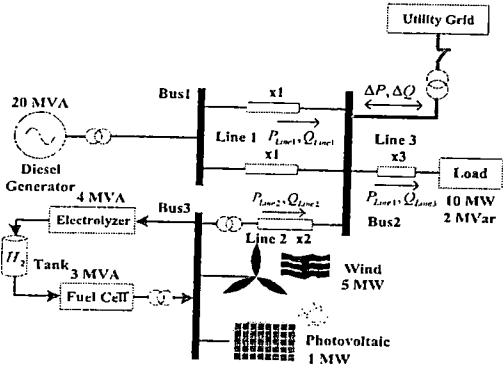 Utility Grid
Bus1
x1
ΔP, ΔQ
20 MVA
Line 1
P_Line1, Q_Line1
Line 3
x1
x3
Load
Diesel
Generator
P_Line2, Q_Line2
P_Line3, Q_Line3
10 MW
2 MVar
4 MVA
Bus3
Bus2
Electrolyzer
Line 2
x2
H_2
Tank
Wind
5 MW
3 MVA
Fuel Cell
Photovoltaic
1 MW